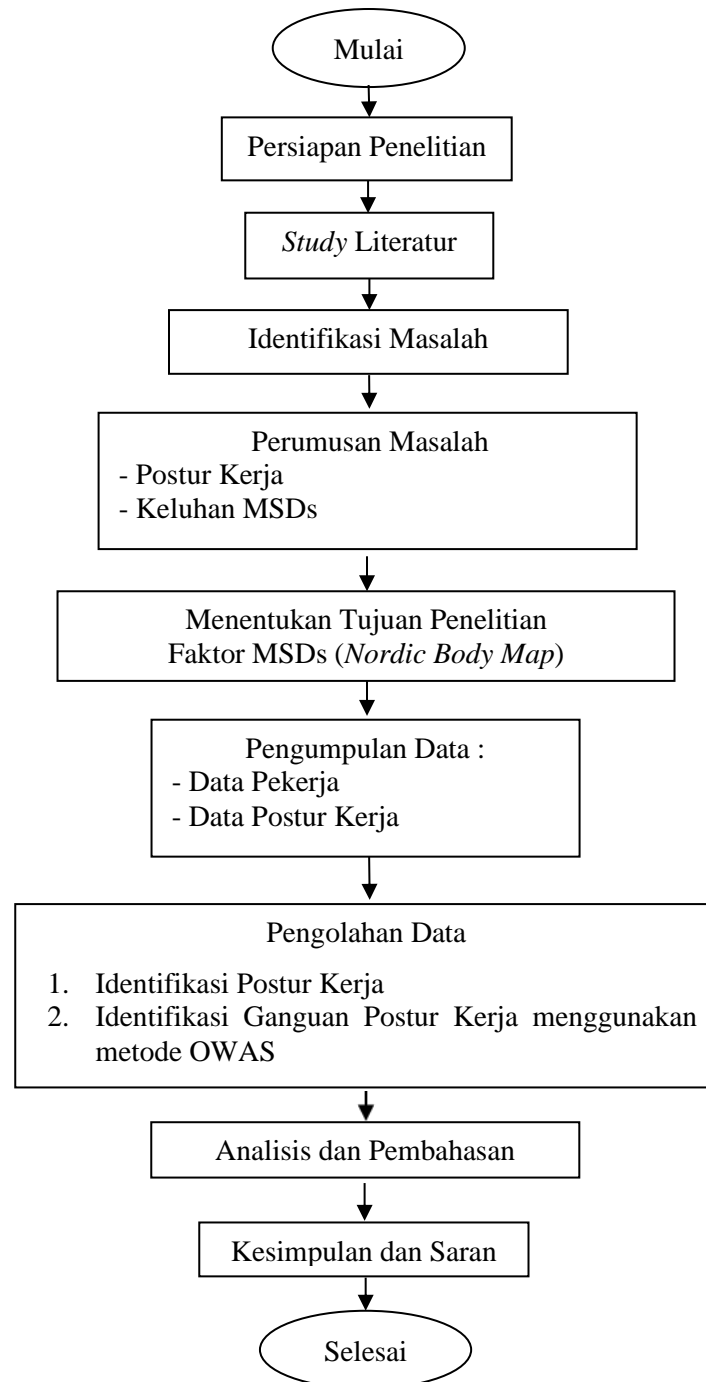 Mulai
Persiapan Penelitian
Study Literatur
Identifikasi Masalah
Perumusan Masalah
- Postur Kerja
- Keluhan MSDs
Menentukan Tujuan Penelitian
Faktor MSDs (Nordic Body Map)
Pengumpulan Data :
- Data Pekerja
- Data Postur Kerja
Pengolahan Data
1. Identifikasi Postur Kerja
2. Identifikasi Ganguan Postur Kerja menggunakan
metode OWAS
Analisis dan Pembahasan
Kesimpulan dan Saran
Selesai